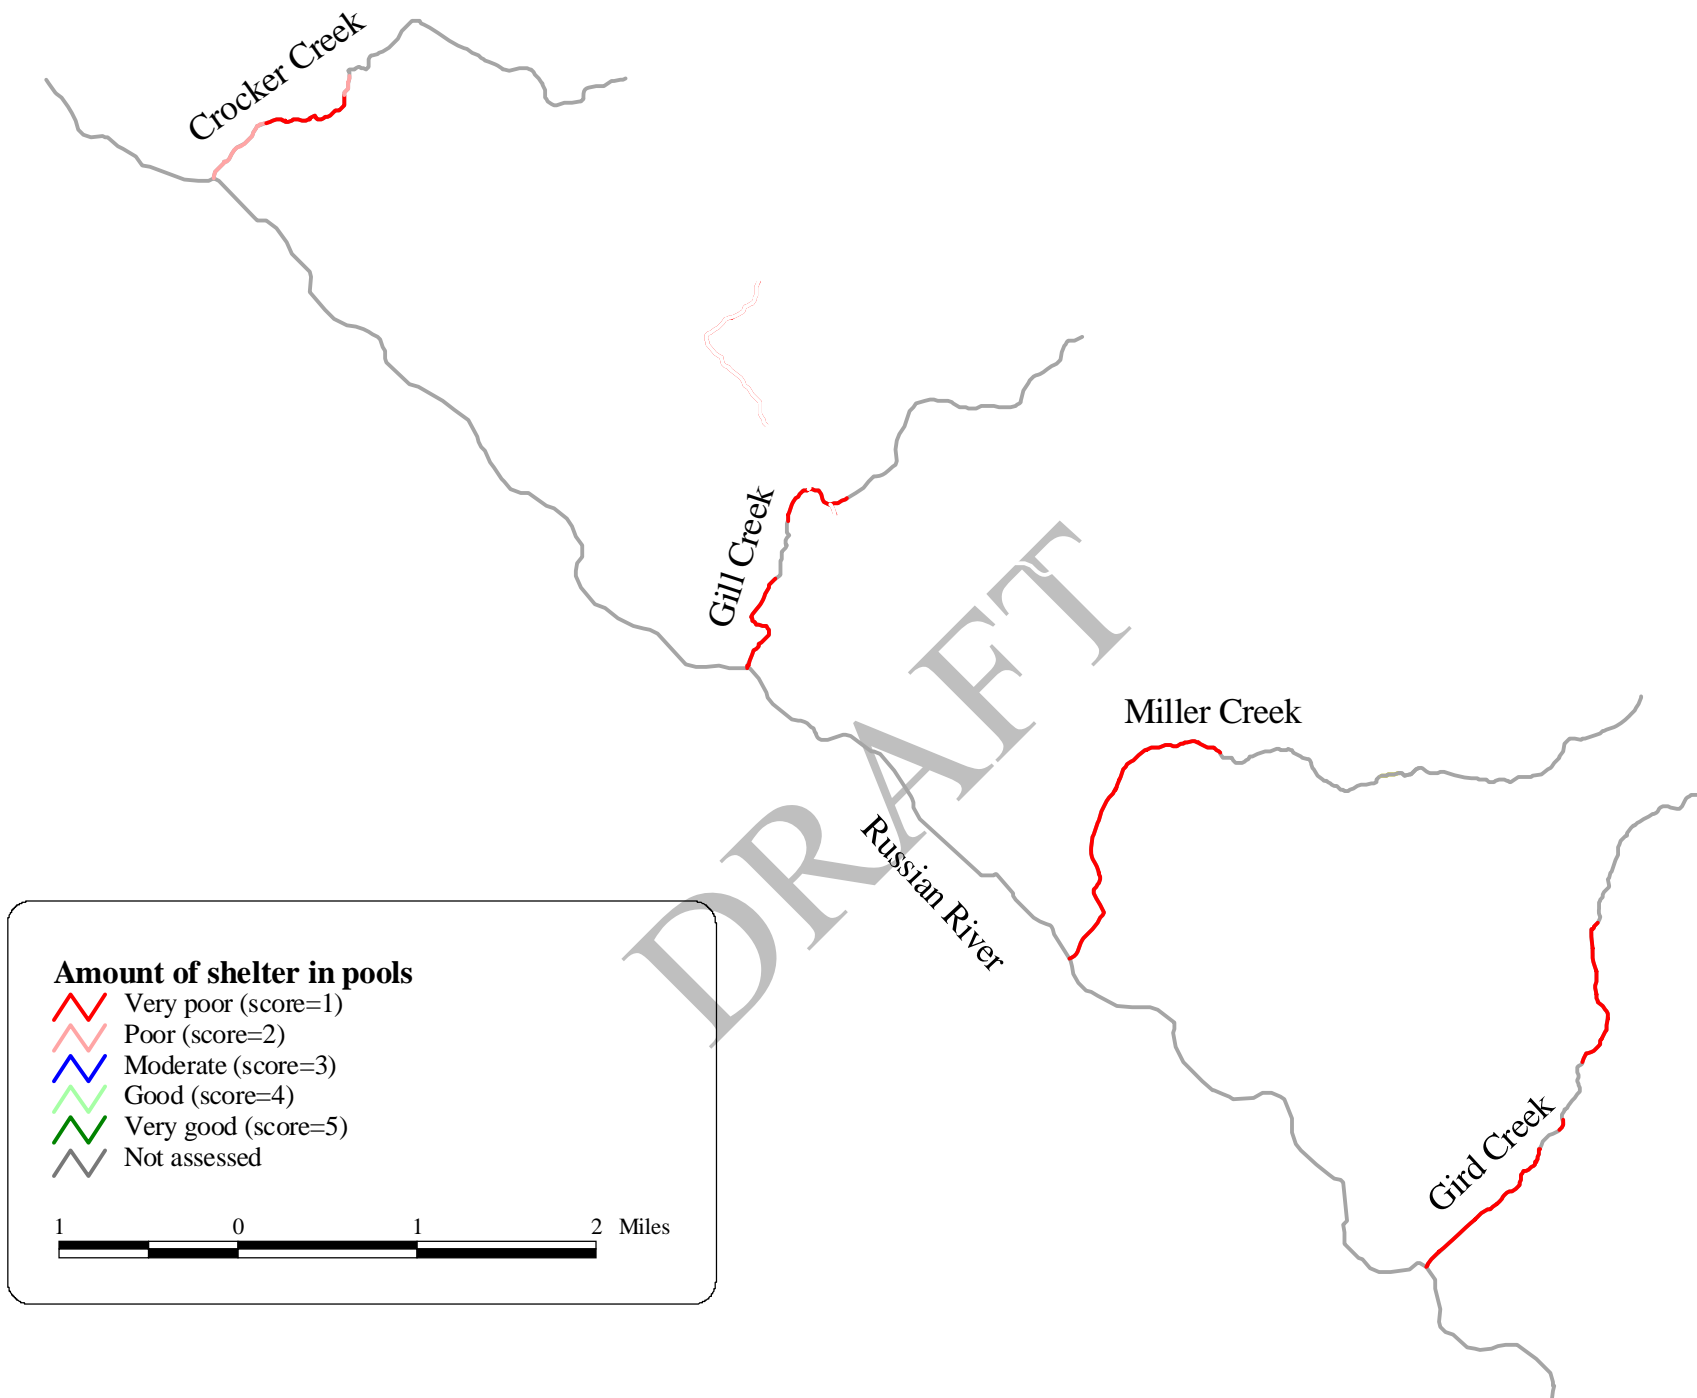 Crocker Creek
Gill Creek
Miller Creek
Russian River
DRAFT
Gird Creek
Amount of shelter in pools
Very poor (score=1)
Poor (score=2)
Moderate (score=3)
Good (score=4)
Very good (score=5)
Not assessed
1 0 1 2 Miles